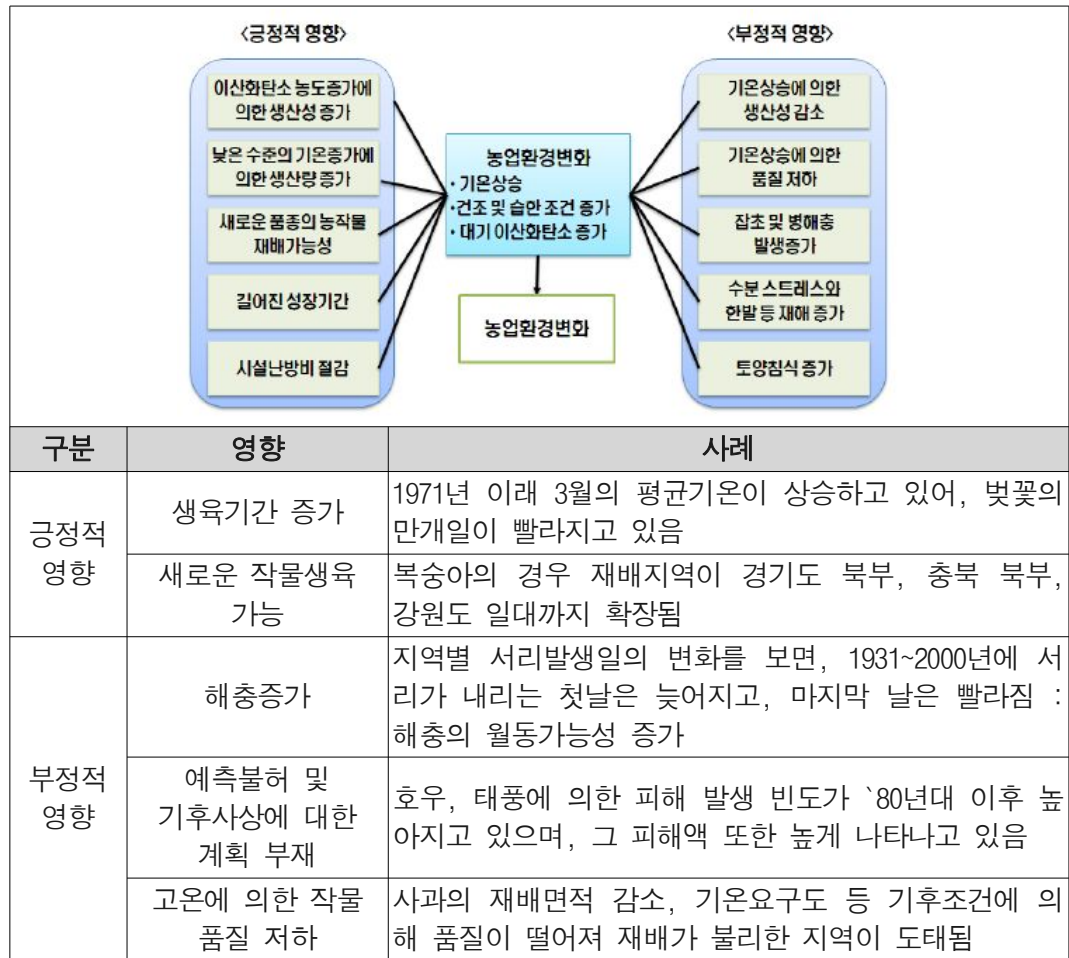 <긍정적 영향>
이산화탄소 농도증가에
의한 생산성 증가
낮은 수준의 기온증가에
의한 생산량 증가
새로운 품종의 농작물
재배가능성
길어진 성장기간
시설난방비 절감
농업환경변화
· 기온상승
·건조 및 습한 조건 증가
· 대기 이산화탄소 증가
농업환경변화
<부정적 영향>
기온상승에 의한
생산성 감소
기온상승에 의한
품질 저하
잡초 및 병해충
발생증가
수분 스트레스와
한발 등 재해 증가
토양침식 증가
구분 영향 사례
긍정적
영향
생육기간 증가
1971년 이래 3월의 평균기온이 상승하고 있어, 벚꽃의
만개일이 빨라지고 있음
새로운 작물생육
가능
복숭아의 경우 재배지역이 경기도 북부, 충북 북부,
강원도 일대까지 확장됨
부정적
영향
해충증가
지역별 서리발생일의 변화를 보면, 1931~2000년에 서
리가 내리는 첫날은 늦어지고, 마지막 날은 빨라짐 :
해충의 월동가능성 증가
예측불허 및
기후사상에 대한
계획 부재
호우, 태풍에 의한 피해 발생 빈도가 `80년대 이후 높
아지고 있으며, 그 피해액 또한 높게 나타나고 있음
고온에 의한 작물
품질 저하
사과의 재배면적 감소, 기온요구도 등 기후조건에 의
해 품질이 떨어져 재배가 불리한 지역이 도태됨